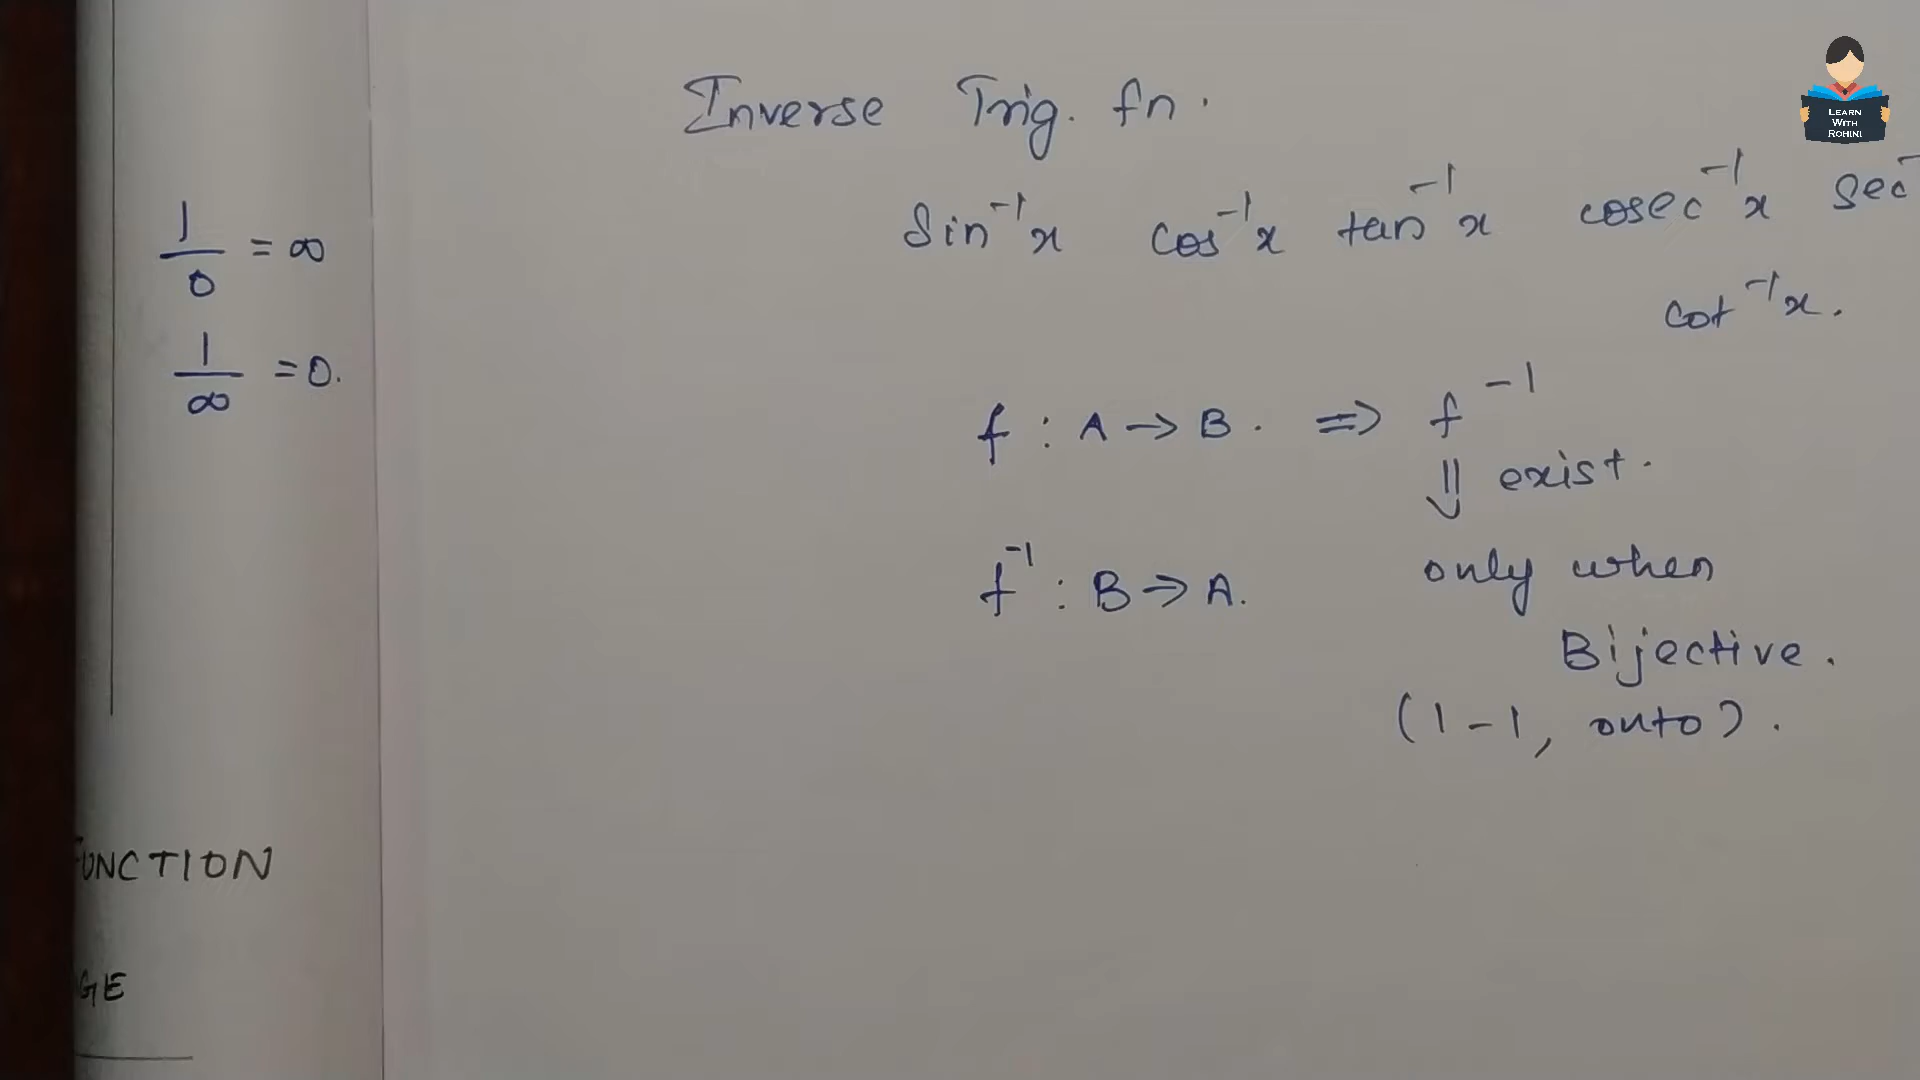 Inverse Trig. fn.
sin⁻¹x cos⁻¹x tan⁻¹x cosec⁻¹x sec⁻
cot⁻¹x.
f : A → B. ⇒ f⁻¹
⇓ exist.
f⁻¹ : B → A.
only when
Bijective.
(1-1, onto).
1/0 = ∞
1/∞ = 0.
FUNCTION
GE
LEARN
WITH
ROHINI